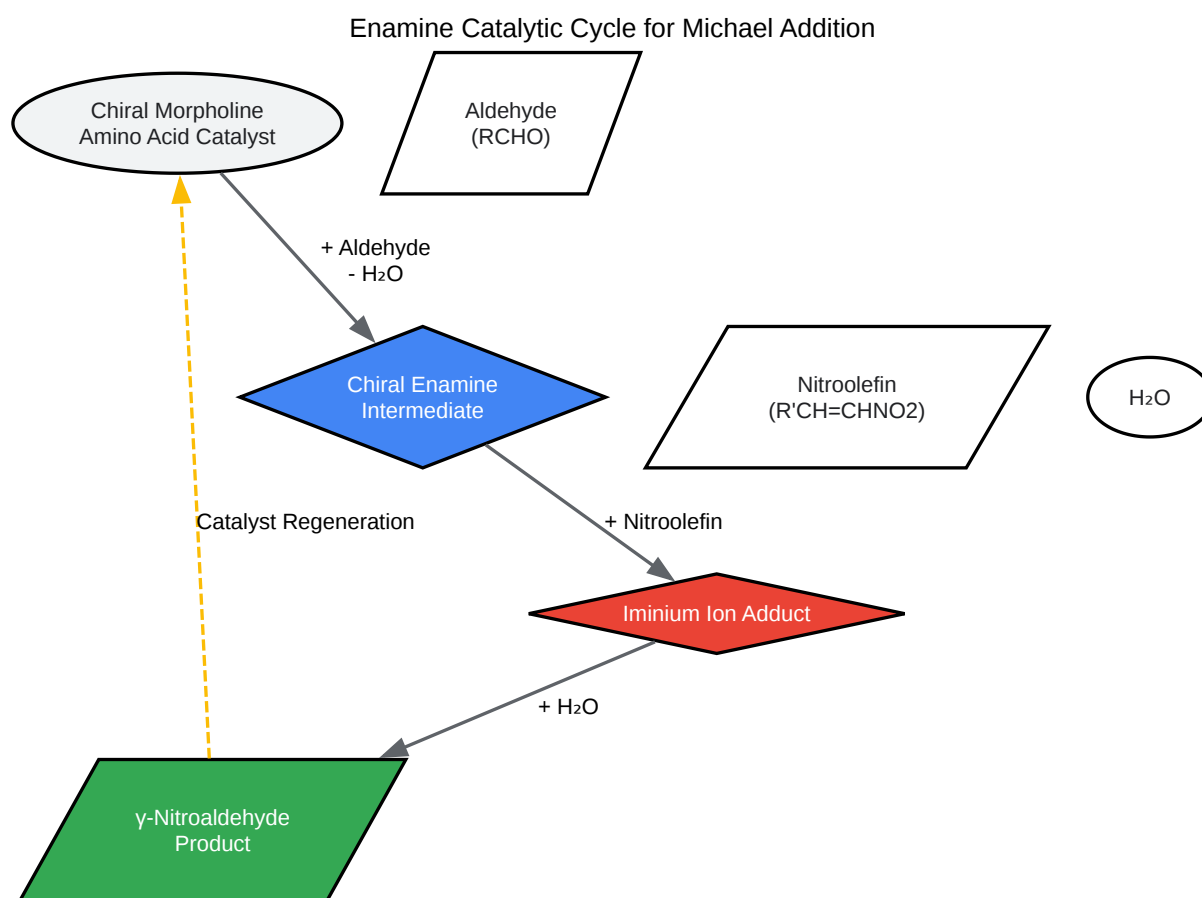 Enamine Catalytic Cycle for Michael Addition
Chiral Morpholine
Amino Acid Catalyst
Aldehyde
(RCHO)
+ Aldehyde
- H₂O
Chiral Enamine
Intermediate
Nitroolefin
(R'CH=CHNO2)
H₂O
Catalyst Regeneration
+ Nitroolefin
Iminium Ion Adduct
+ H₂O
γ-Nitroaldehyde
Product